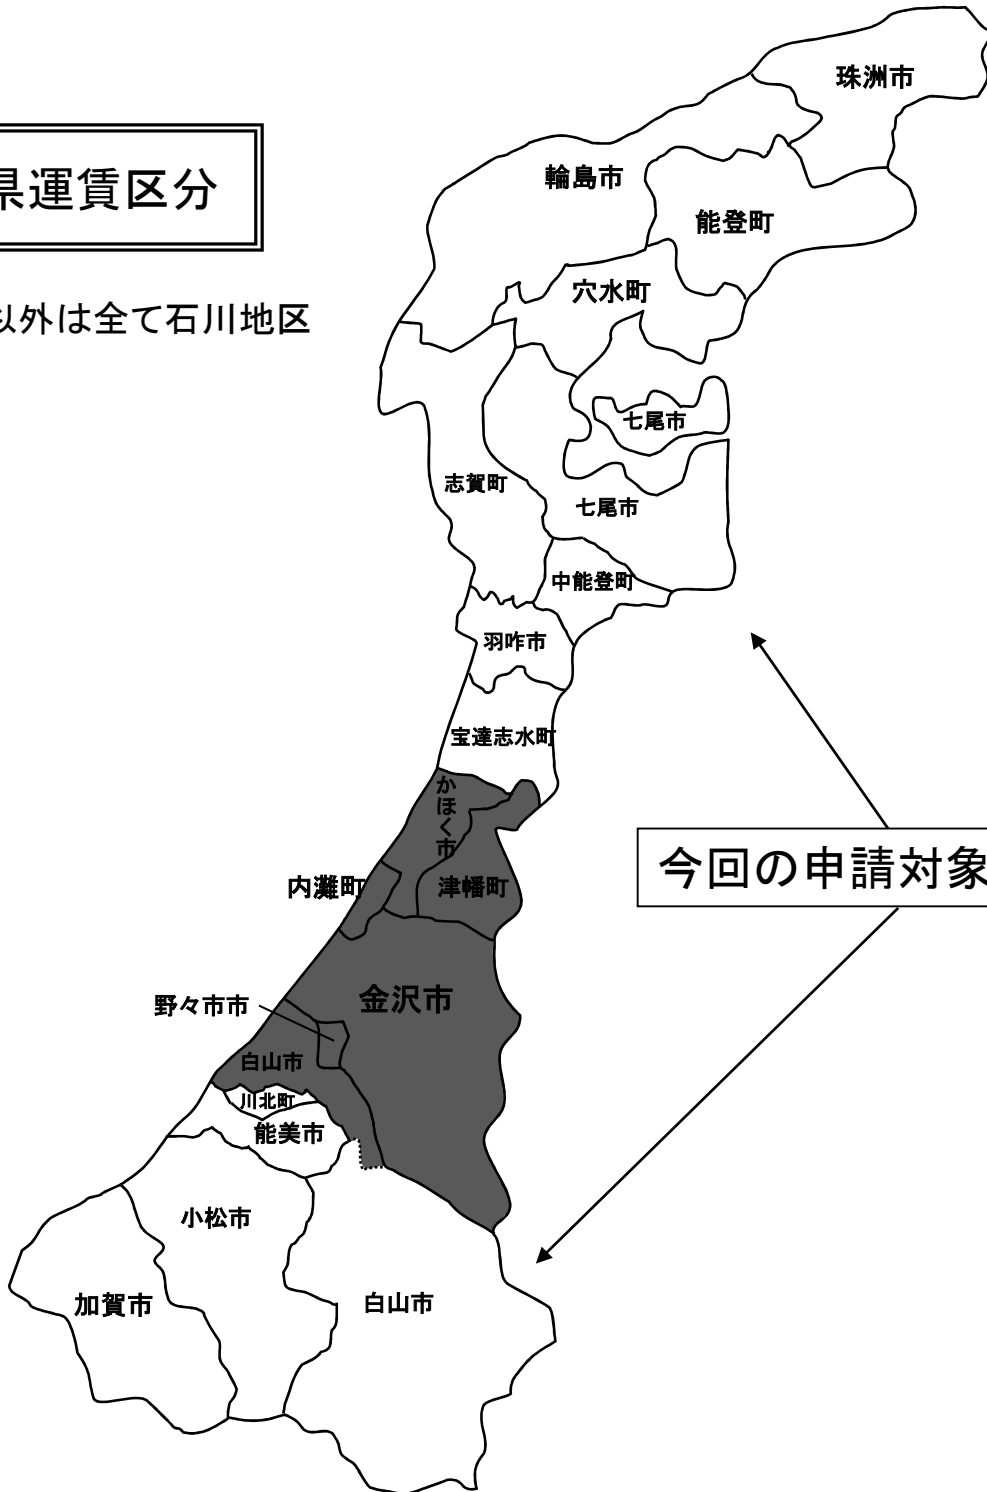 県運賃区分
以外は全て石川地区
珠洲市
輪島市
能登町
穴水町
七尾市
志賀町
七尾市
中能登町
羽咋市
宝達志水町
かほく市
内灘町
津幡町
今回の申請対象
野々市市
金沢市
白山市
川北町
能美市
小松市
加賀市
白山市